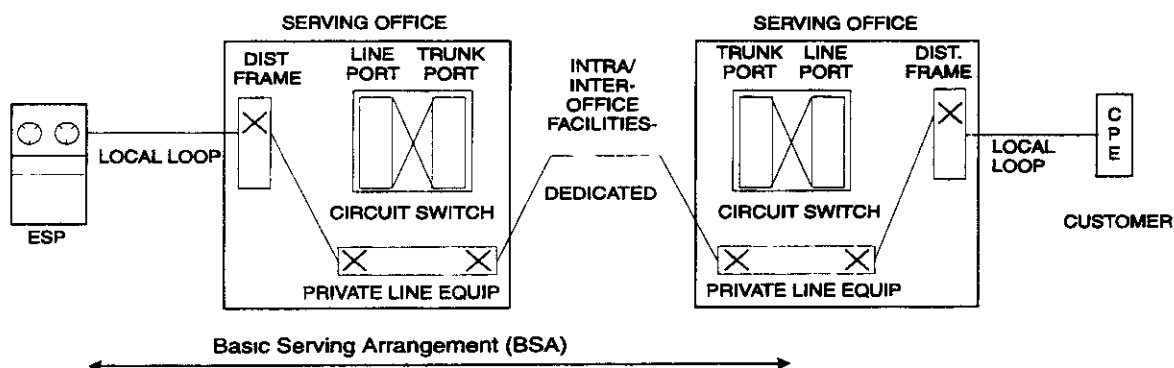 SERVING OFFICE
DIST
FRAME
LINE
PORT
TRUNK
PORT
CIRCUIT SWITCH
PRIVATE LINE EQUIP
ESP
LOCAL LOOP
INTRA/
INTER-
OFFICE
FACILITIES-
DEDICATED
SERVING OFFICE
TRUNK
PORT
LINE
PORT
DIST.
FRAME
CIRCUIT SWITCH
PRIVATE LINE EQUIP
LOCAL
LOOP
C
P
E
CUSTOMER
Basic Serving Arrangement (BSA)